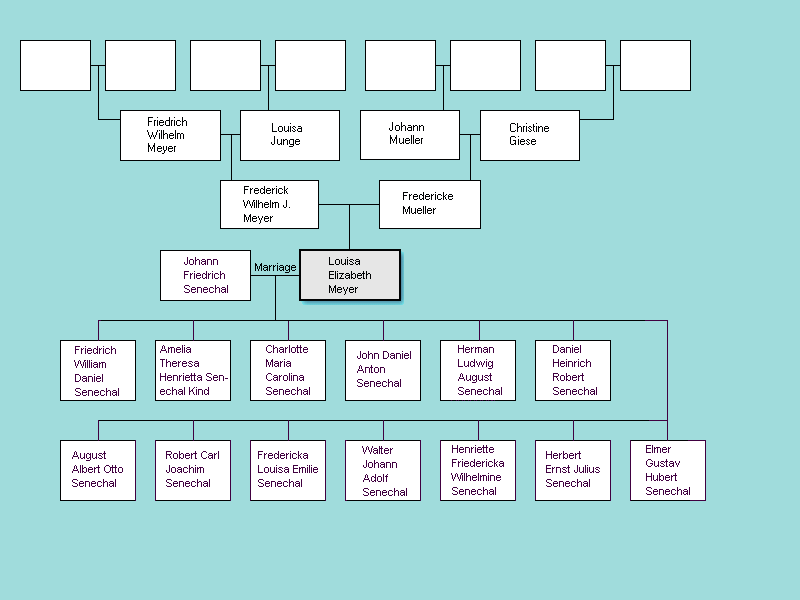 Friedrich
Wilhelm
Meyer
Louisa
Junge
Johann
Mueller
Christine
Giese
Frederick
Wilhelm J.
Meyer
Fredericke
Mueller
Johann
Friedrich
Senechal
Marriage
Louisa
Elizabeth
Meyer
Friedrich
William
Daniel
Senechal
Amelia
Theresa
Henrietta Sen-
echal Kind
Charlotte
Maria
Carolina
Senechal
John Daniel
Anton
Senechal
Herman
Ludwig
August
Senechal
Daniel
Heinrich
Robert
Senechal
August
Albert Otto
Senechal
Robert Carl
Joachim
Senechal
Fredericka
Louisa Emilie
Senechal
Walter
Johann
Adolf
Senechal
Henriette
Friedericka
Wilhelmine
Senechal
Herbert
Ernst Julius
Senechal
Elmer
Gustav
Hubert
Senechal